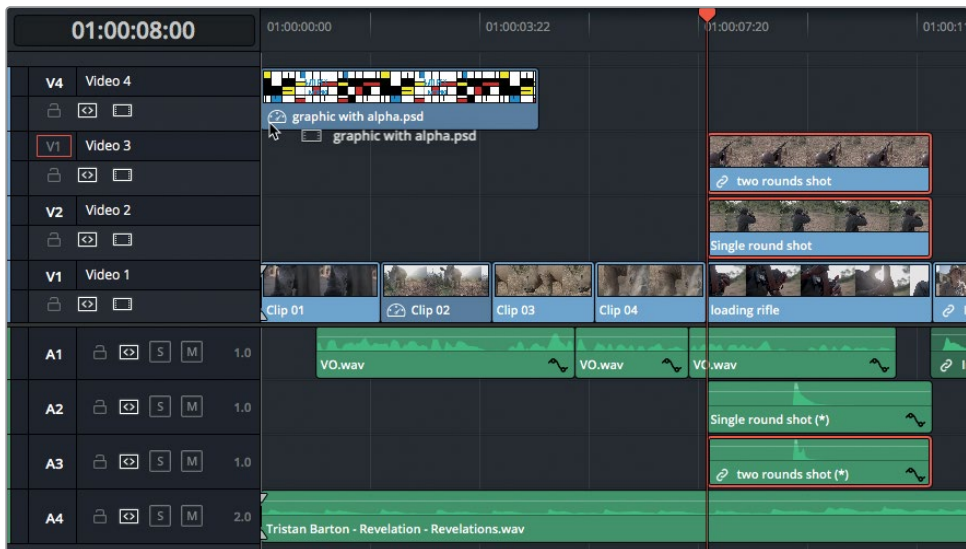 01:00:08:00
01:00:00:00
01:00:03:22
01:00:07:20
01:00:1
V4 Video 4
graphic with alpha.psd
graphic with alpha.psd
V1 Video 3
two rounds shot
V2 Video 2
Single round shot
V1 Video 1
Clip 01
Clip 02
Clip 03
Clip 04
loading rifle
A1 S M 1.0
VO.wav
VO.wav
VO.wav
A2 S M 1.0
Single round shot (*)
A3 S M 1.0
two rounds shot (*)
A4 S M 2.0
Tristan Barton - Revelation - Revelations.wav